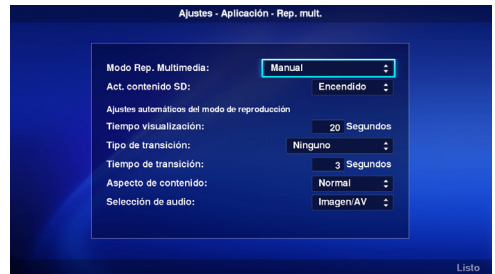 Ajustes - Aplicación - Rep. mult.
Modo Rep. Multimedia: Manual
Act. contenido SD: Encendido
Ajustes automáticos del modo de reproducción
Tiempo visualización: 20 Segundos
Tipo de transición: Ninguno
Tiempo de transición: 3 Segundos
Aspecto de contenido: Normal
Selección de audio: Imagen/AV
Listo